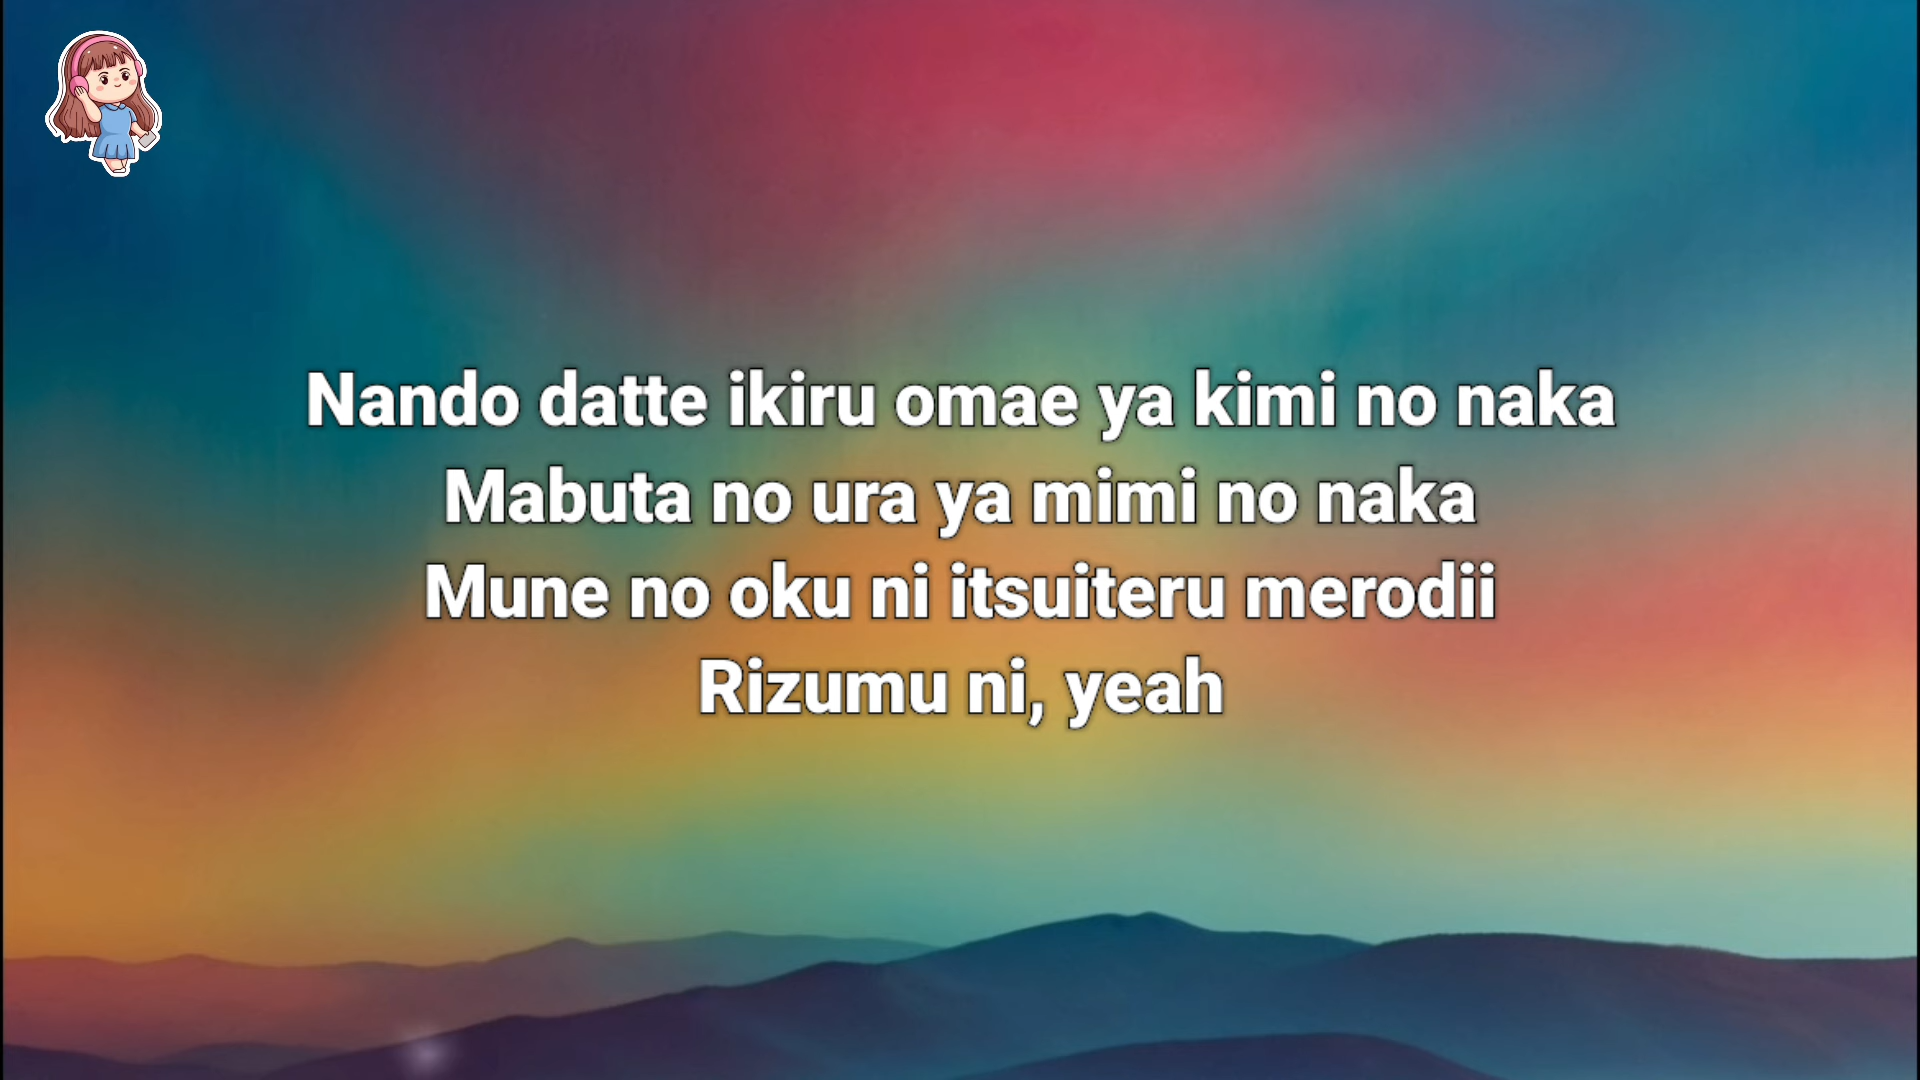 Nando datte ikiru omae ya kimi no naka
Mabuta no ura ya mimi no naka
Mune no oku ni itsuiteru merodii
Rizumu ni, yeah